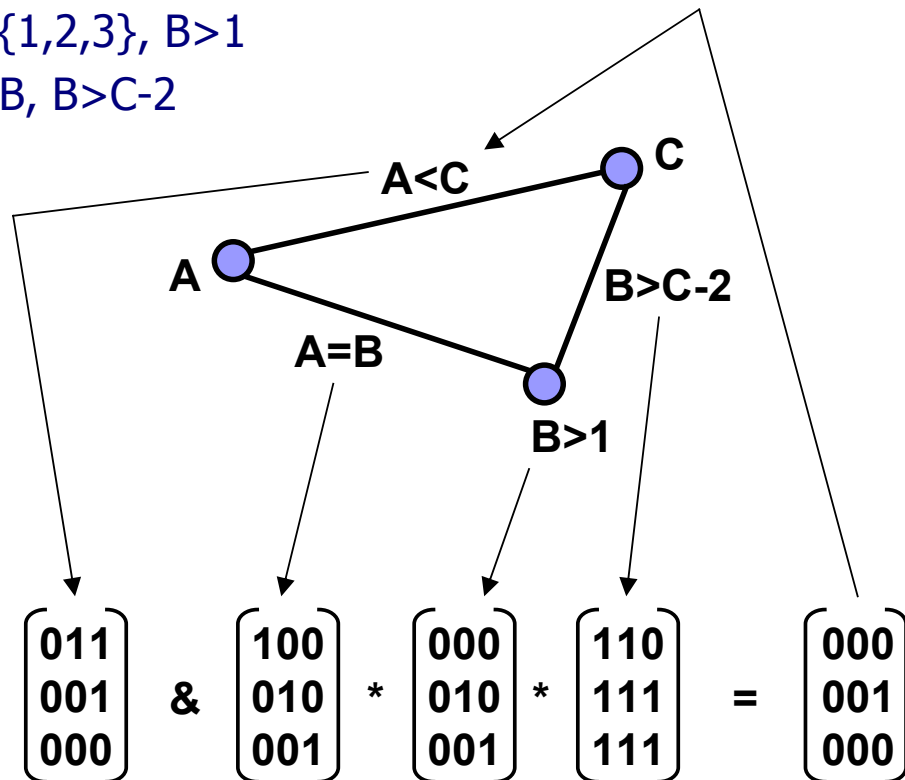 {1,2,3}, B>1
B, B>C-2
C
A<C
A
B>C-2
A=B
B>1
011 100 000 110 000
001 & 010 * 010 * 111 = 001
000 001 001 111 000